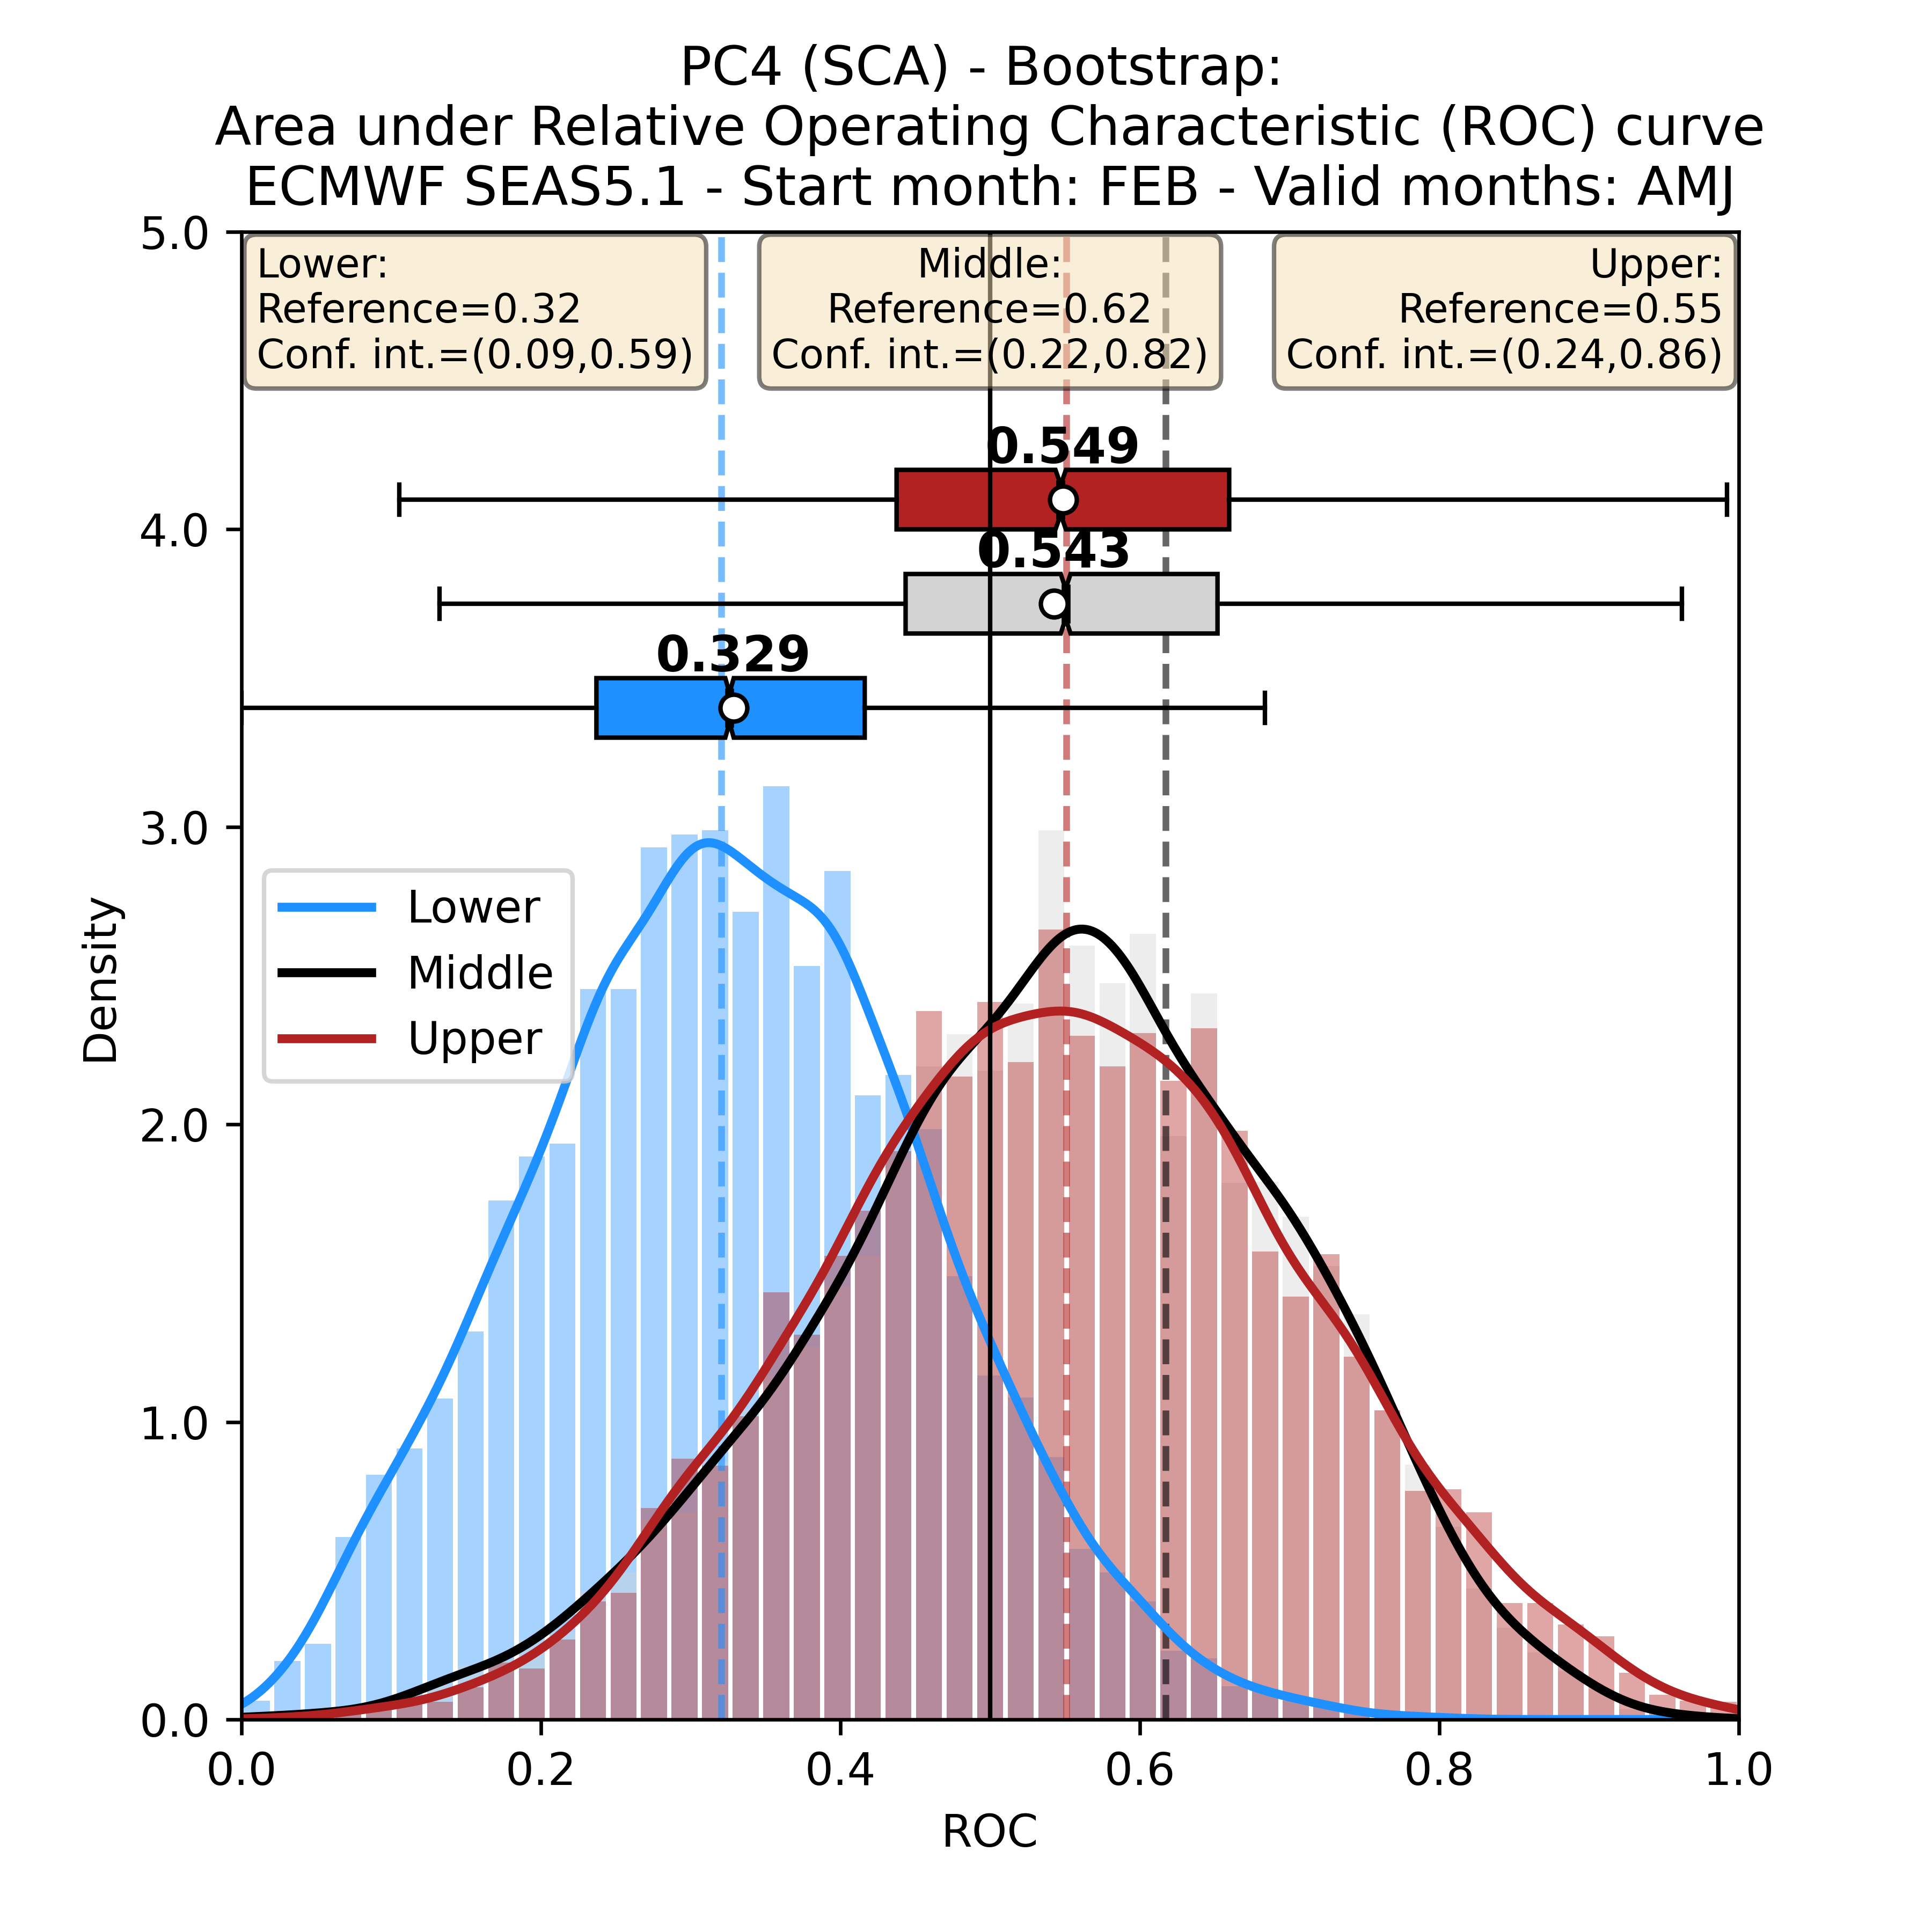 PC4 (SCA) - Bootstrap:
Area under Relative Operating Characteristic (ROC) curve
ECMWF SEAS5.1 - Start month: FEB - Valid months: AMJ
5.0
Lower:
Reference=0.32
Conf. int.=(0.09,0.59)
Middle:
Reference=0.62
Conf. int.=(0.22,0.82)
Upper:
Reference=0.55
Conf. int.=(0.24,0.86)
0.549
4.0
0.543
0.329
3.0
Lower
Middle
Upper
Density
2.0
1.0
0.0
0.0 0.2 0.4 0.6 0.8 1.0
ROC